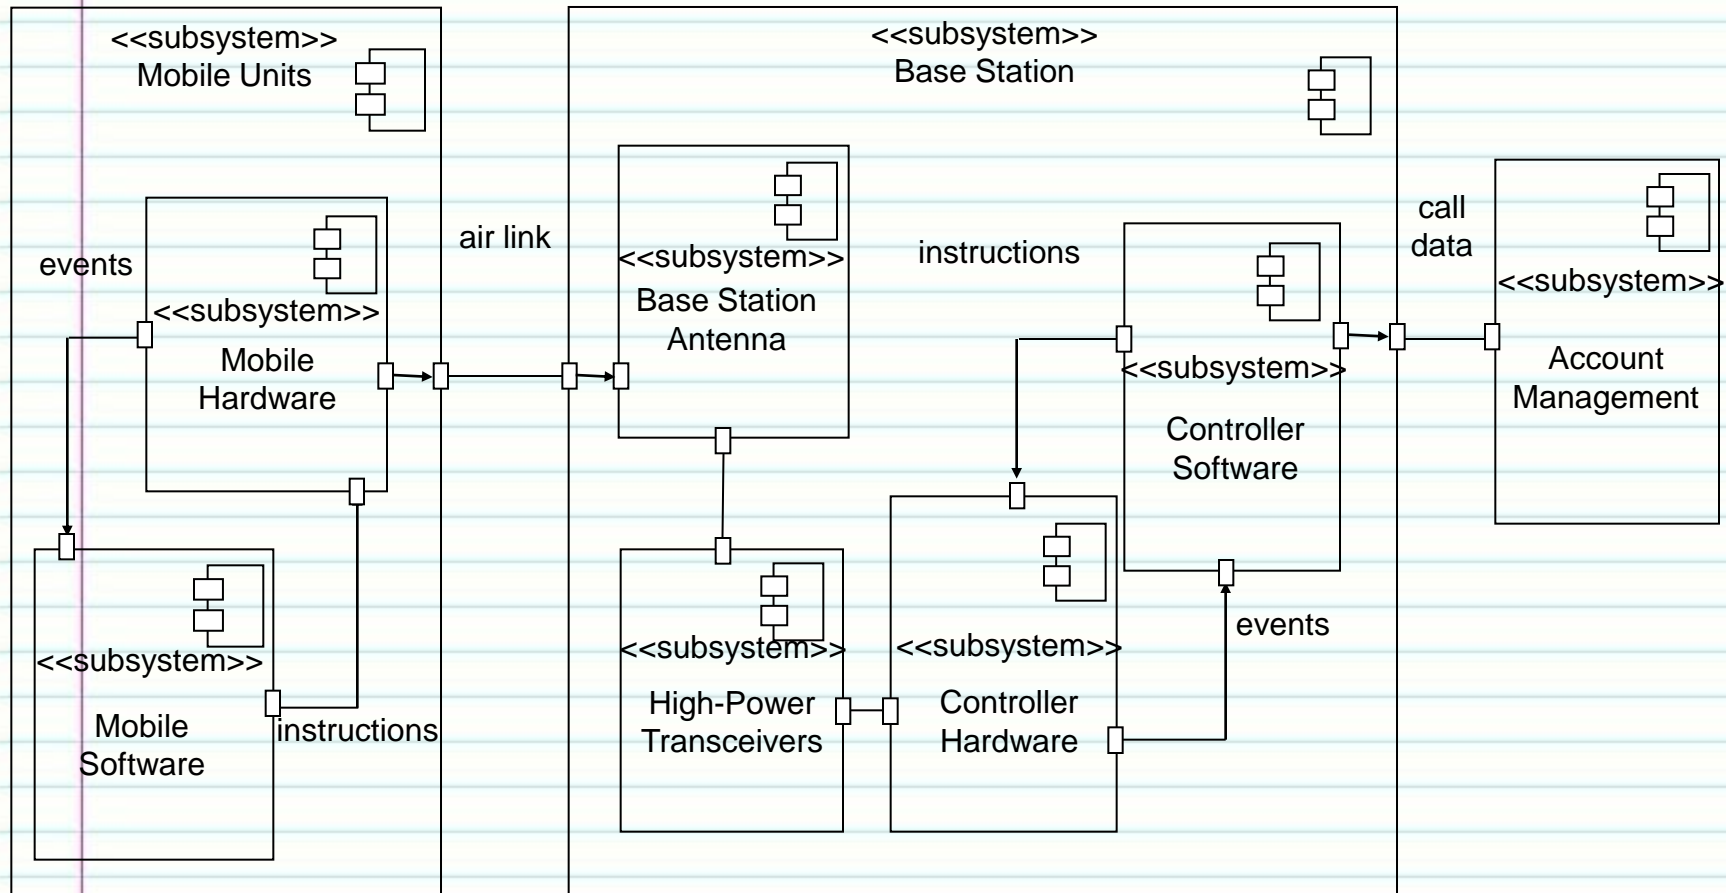 <<subsystem>>
Mobile Units
events
<<subsystem>>
Mobile
Hardware
<<subsystem>>
Mobile
Software
instructions
air link
<<subsystem>>
Base Station
<<subsystem>>
Base Station
Antenna
<<subsystem>>
High-Power
Transceivers
instructions
<<subsystem>>
Controller
Hardware
<<subsystem>>
Controller
Software
events
call
data
<<subsystem>>
Account
Management